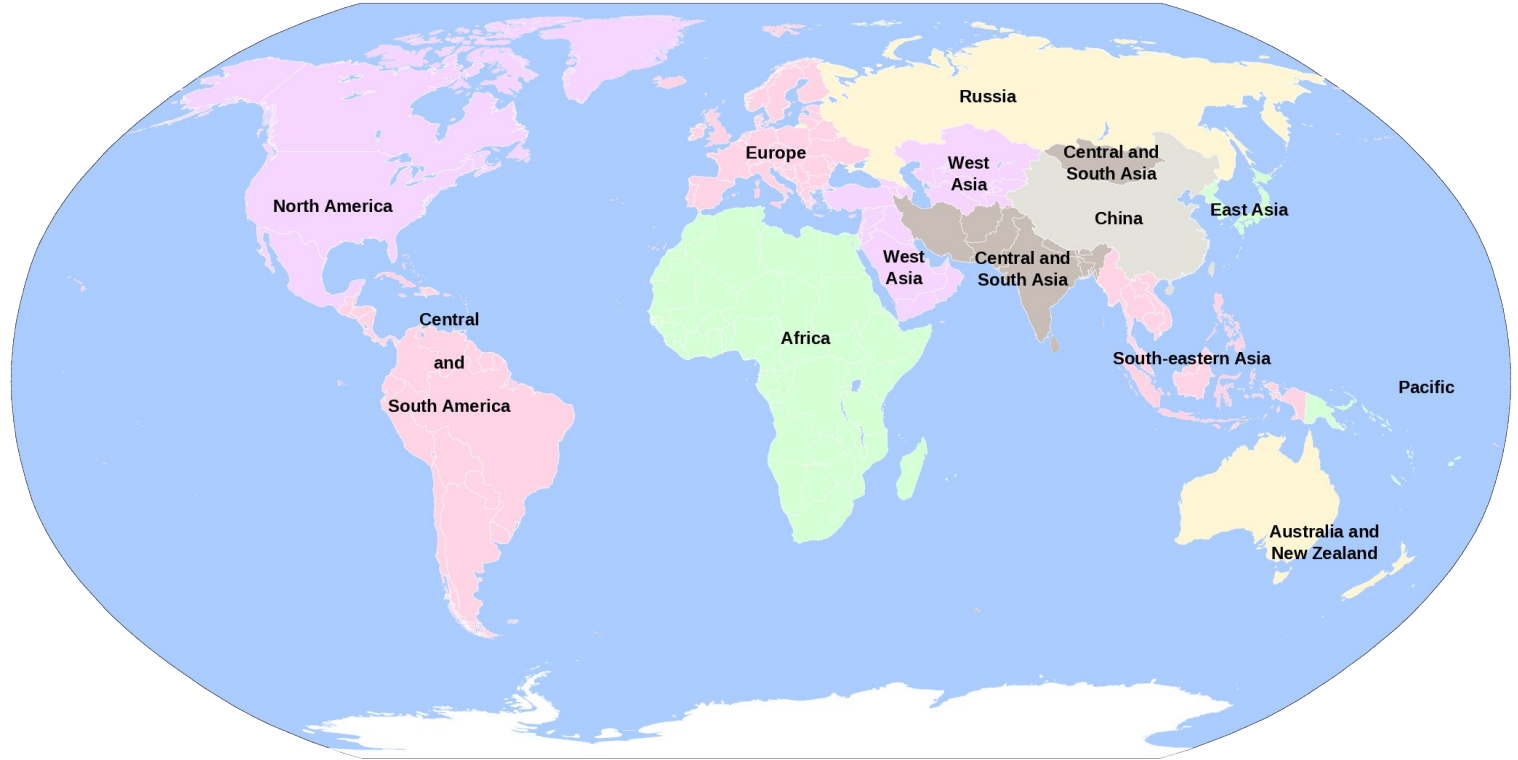 Russia
Europe
West
Asia
Central and
South Asia
North America
China
East Asia
West
Asia
Central and
South Asia
Central
and
South America
Africa
South-eastern Asia
Pacific
Australia and
New Zealand